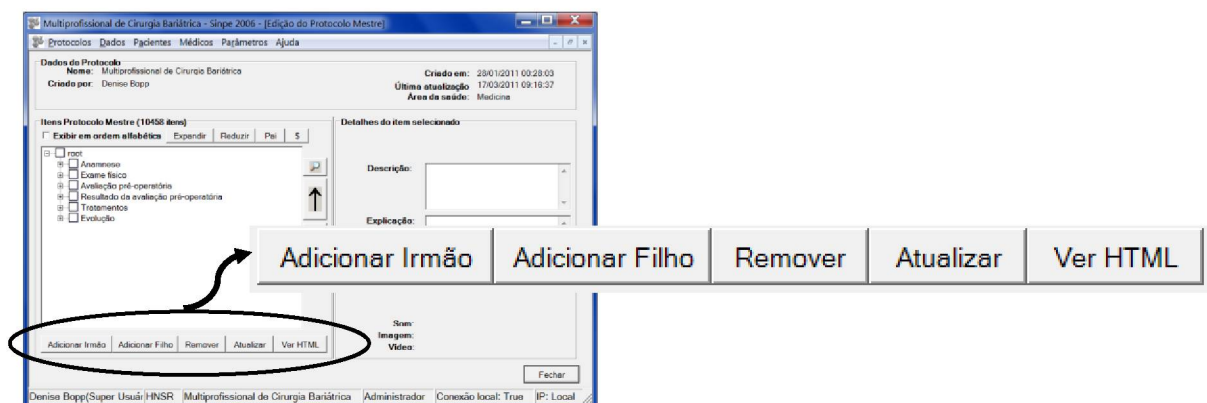 Multiprofissional de Cirurgia Bariátrica - Sinpe 2006 - [Edição do Protocolo Mestre]
Protocolos Dados Pacientes Médicos Parâmetros Ajuda
Dados do Protocolo
Nome: Multiprofissional de Cirurgia Bariátrica
Criado por: Denise Bopp
Criado em: 28/01/2011 00:28:03
Última atualização 17/03/2011 09:16:37
Área da saúde: Medicina
Itens Protocolo Mestre (10458 itens)
Exibir em ordem alfabética Expandir Reduzir Pai $
root
Anamnese
Exame físico
Avaliação pré-operatória
Resultado da avaliação pré-operatória
Tratamentos
Evolução
Detalhes do item selecionado
Descrição:
Explicação:
Adicionar Irmão Adicionar Filho Remover Atualizar Ver HTML
Som:
Imagem:
Vídeo:
Adicionar Irmão Adicionar Filho Remover Atualizar Ver HTML
Fechar
Denise Bopp(Super Usuár HNSR Multiprofissional de Cirurgia Bariátrica Administrador Conexão local: True IP: Local